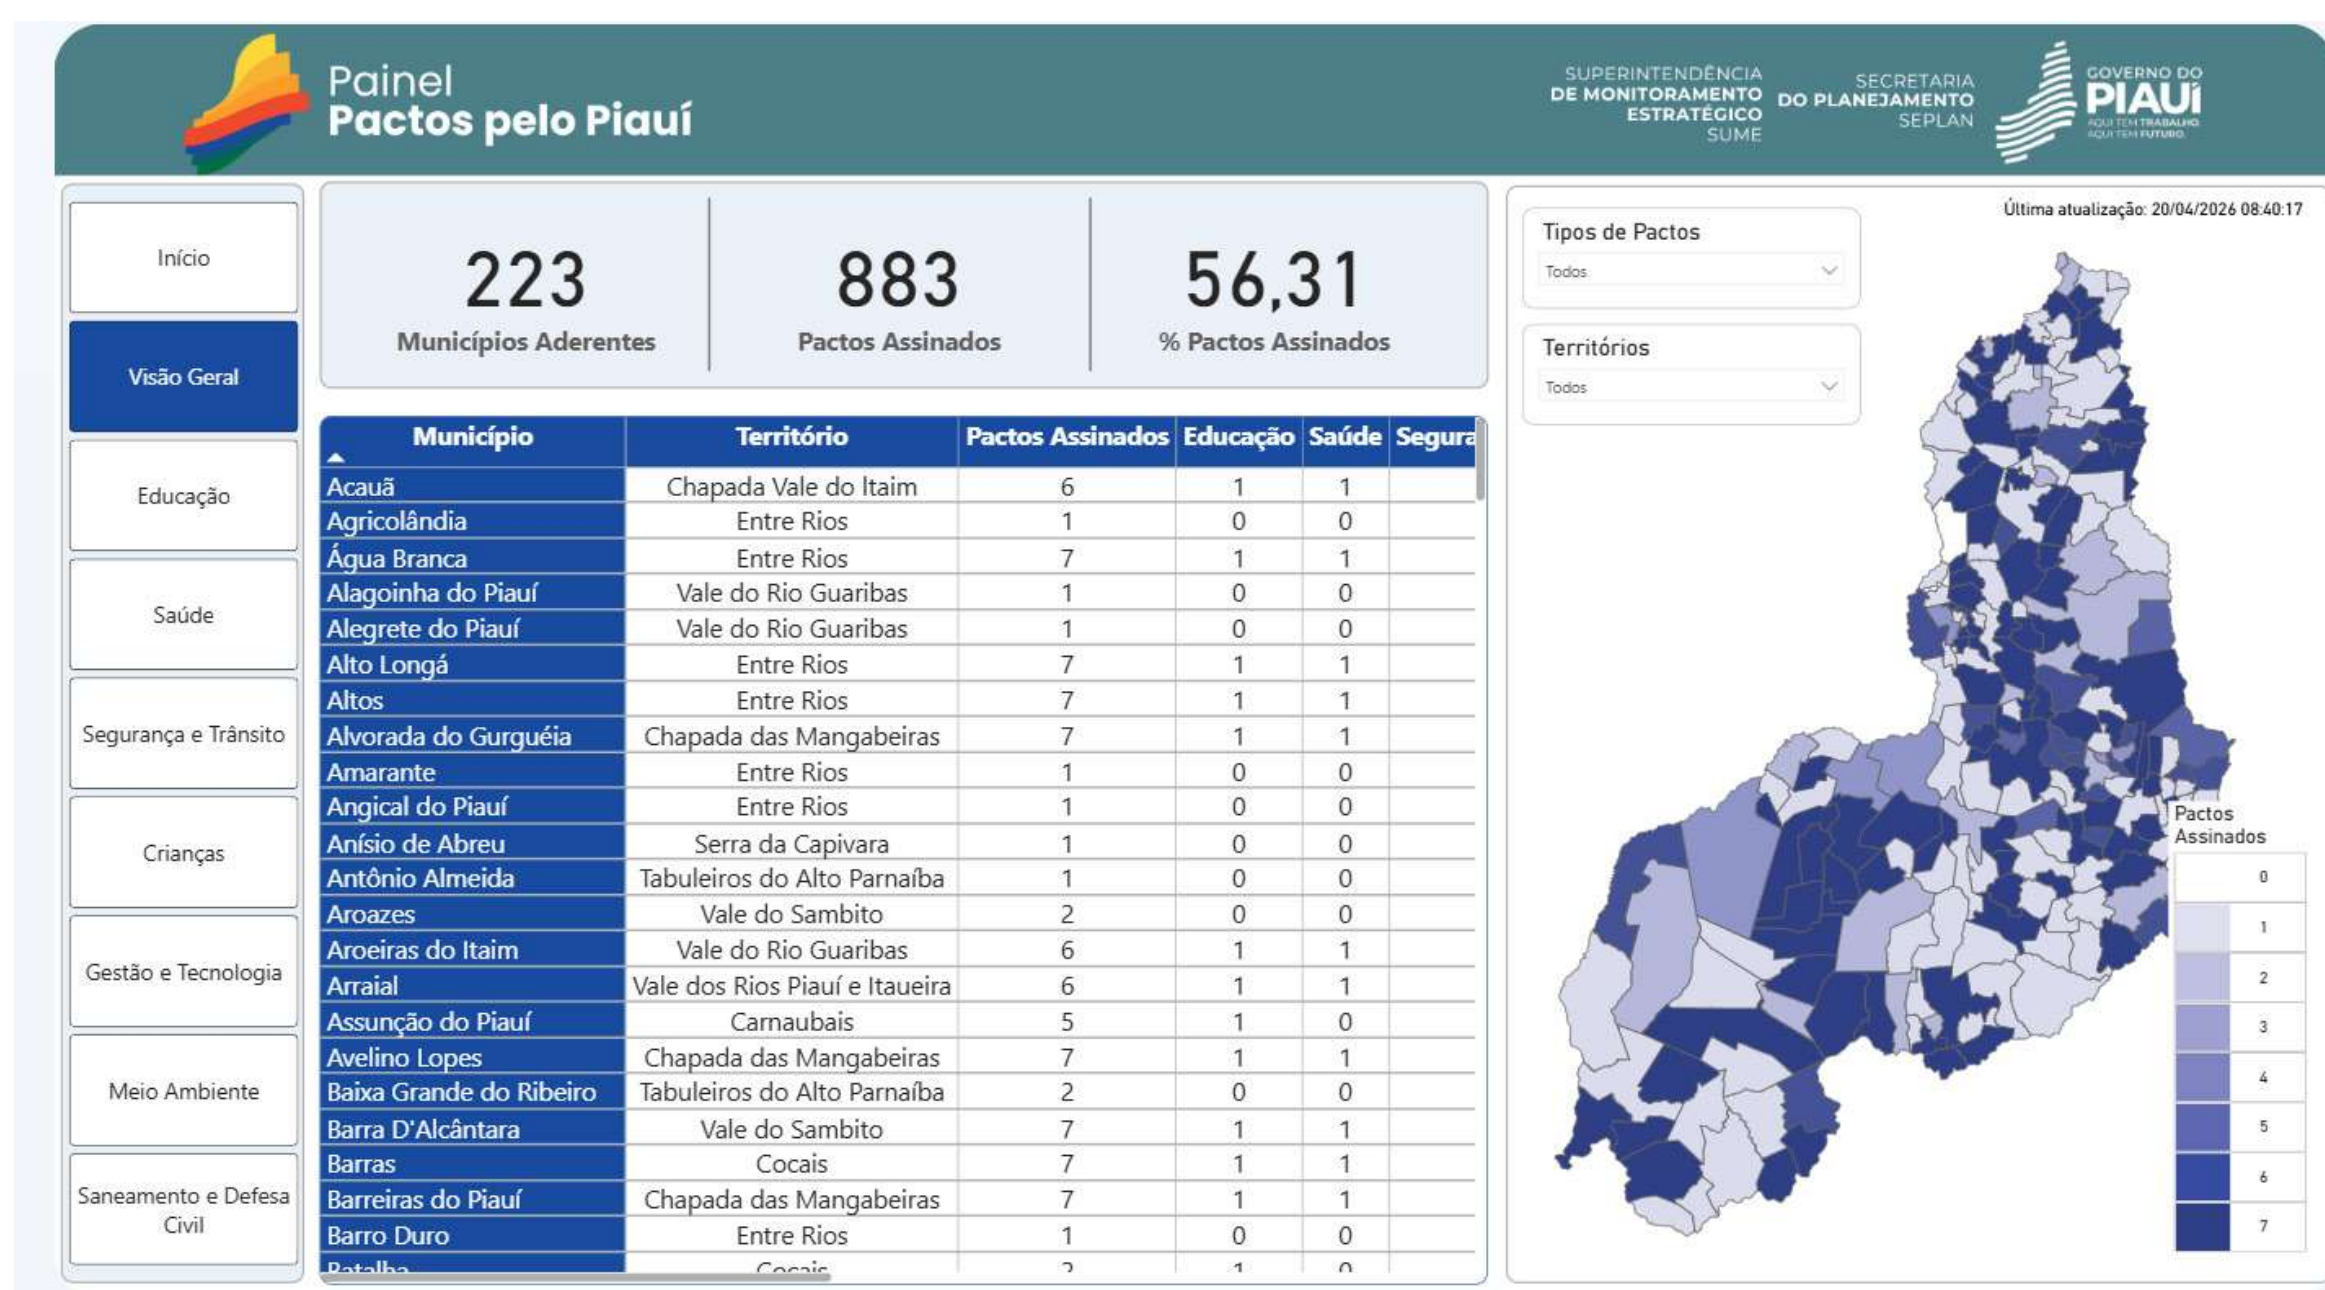 Painel
Pactos pelo Piauí
SUPERINTENDÊNCIA
DE MONITORAMENTO
ESTRATÉGICO
SUME
SECRETARIA
DO PLANEJAMENTO
SEPLAN
GOVERNO DO
PIAUÍ
AQUI TEM TRABALHO.
AQUI TEM FUTURO.
Início
Visão Geral
Educação
Saúde
Segurança e Trânsito
Crianças
Gestão e Tecnologia
Meio Ambiente
Saneamento e Defesa
Civil
223
Municípios Aderentes
883
Pactos Assinados
56,31
% Pactos Assinados
Município Território Pactos Assinados Educação Saúde Segura
Acauã Chapada Vale do Itaim 6 1 1
Agricolândia Entre Rios 1 0 0
Água Branca Entre Rios 7 1 1
Alagoinha do Piauí Vale do Rio Guaribas 1 0 0
Alegrete do Piauí Vale do Rio Guaribas 1 0 0
Alto Longá Entre Rios 7 1 1
Altos Entre Rios 7 1 1
Alvorada do Gurguéia Chapada das Mangabeiras 7 1 1
Amarante Entre Rios 1 0 0
Angical do Piauí Entre Rios 1 0 0
Anísio de Abreu Serra da Capivara 1 0 0
Antônio Almeida Tabuleiros do Alto Parnaíba 1 0 0
Aroazes Vale do Sambito 2 0 0
Aroeiras do Itaim Vale do Rio Guaribas 6 1 1
Arraial Vale dos Rios Piauí e Itaueira 6 1 1
Assunção do Piauí Carnaubais 5 1 0
Avelino Lopes Chapada das Mangabeiras 7 1 1
Baixa Grande do Ribeiro Tabuleiros do Alto Parnaíba 2 0 0
Barra D'Alcântara Vale do Sambito 7 1 1
Barras Cocais 7 1 1
Barreiras do Piauí Chapada das Mangabeiras 7 1 1
Barro Duro Entre Rios 1 0 0
Batalha Cocais 2 1 0
Última atualização: 20/04/2026 08:40:17
Tipos de Pactos
Todos
Territórios
Todos
Pactos
Assinados
0
1
2
3
4
5
6
7